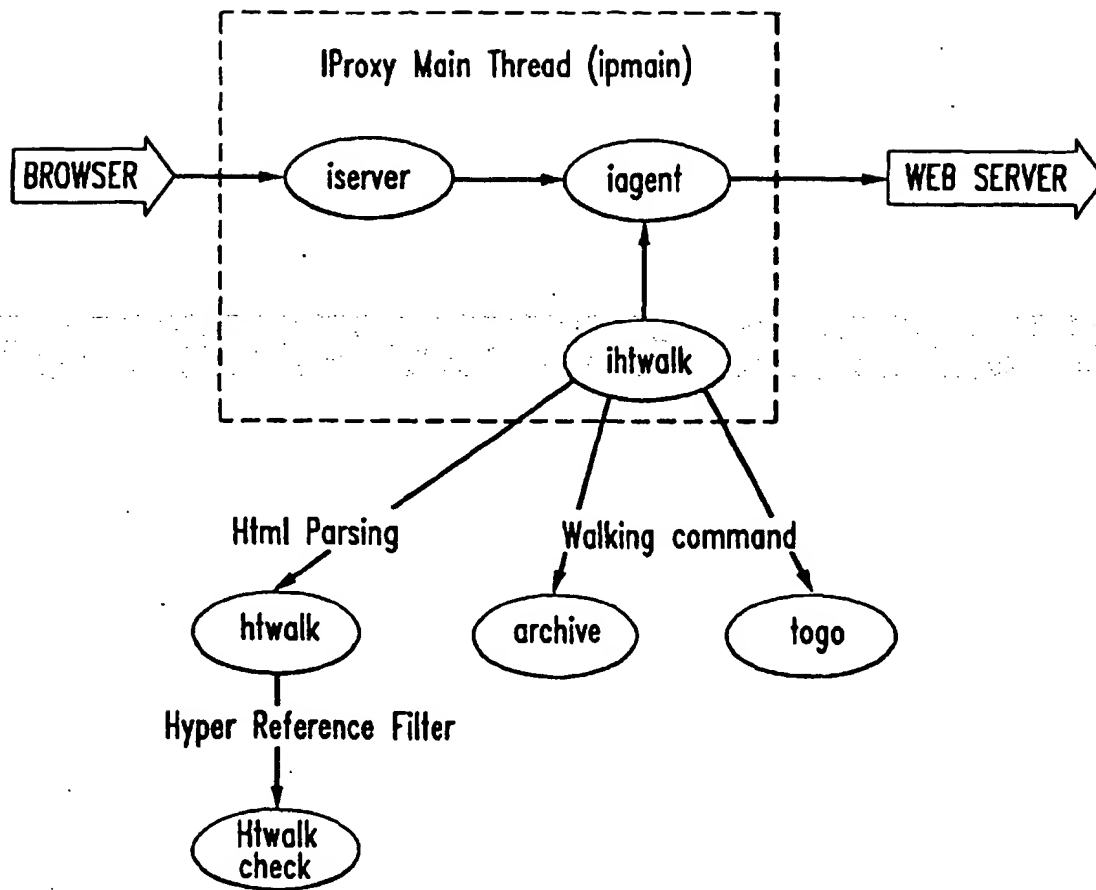 IProxy Main Thread (ipmain)
BROWSER
iserver
iagent
WEB SERVER
ihtwalk
Html Parsing
Walking command
htwalk
archive
togo
Hyper Reference Filter
Htwalk
check